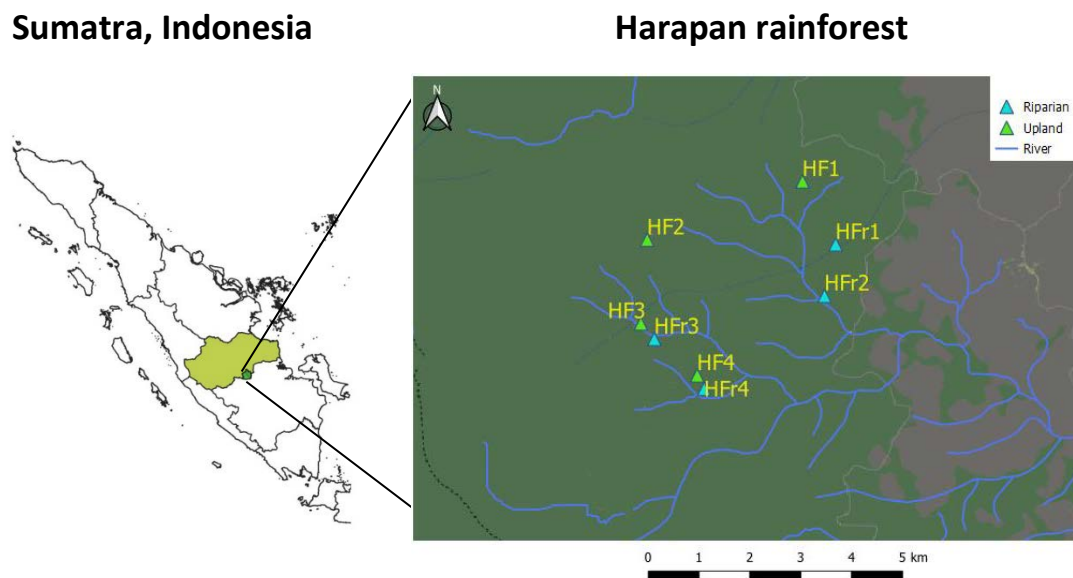 Sumatra, Indonesia
Harapan rainforest
N
Riparian
Upland
River
HF1
HF2
HFr1
HFr2
HF3
HFr3
HF4
HFr4
0 1 2 3 4 5 km